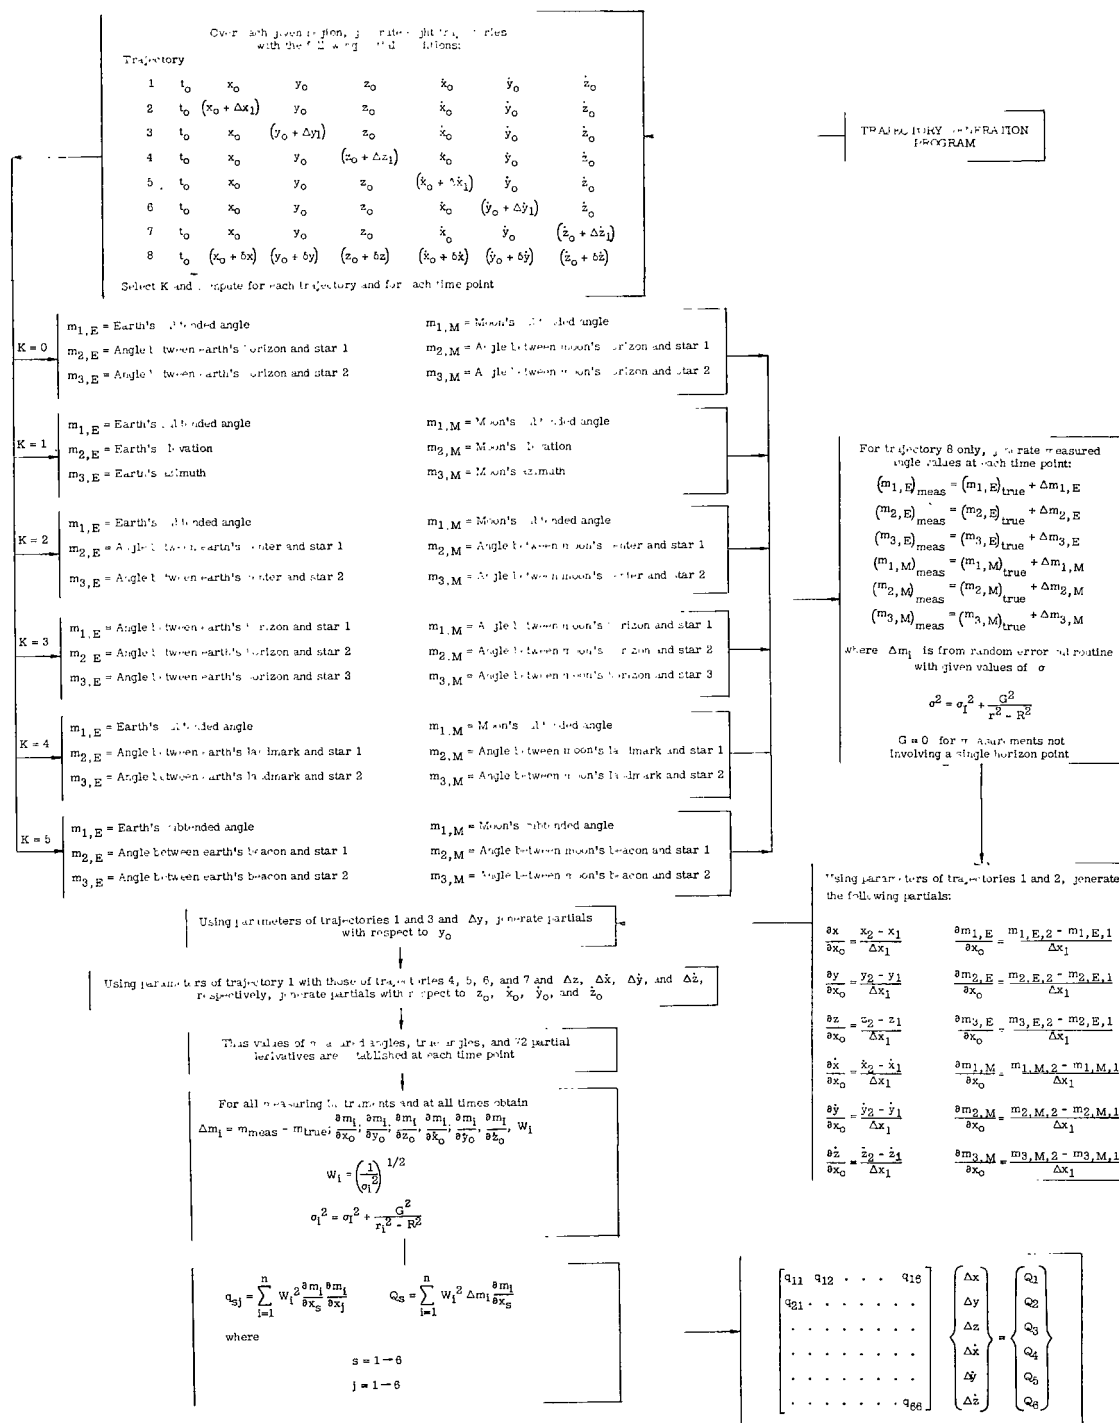 Over each given region, generate eight trajectories
with the following initial conditions:
Trajectory
1 t₀ x₀ y₀ z₀ ẋ₀ ẏ₀ ż₀
2 t₀ (x₀ + Δx₁) y₀ z₀ ẋ₀ ẏ₀ ż₀
3 t₀ x₀ (y₀ + Δy₁) z₀ ẋ₀ ẏ₀ ż₀
4 t₀ x₀ y₀ (z₀ + Δz₁) ẋ₀ ẏ₀ ż₀
5 t₀ x₀ y₀ z₀ (ẋ₀ + Δẋ₁) ẏ₀ ż₀
6 t₀ x₀ y₀ z₀ ẋ₀ (ẏ₀ + Δẏ₁) ż₀
7 t₀ x₀ y₀ z₀ ẋ₀ ẏ₀ (ż₀ + Δż₁)
8 t₀ (x₀ + δx) (y₀ + δy) (z₀ + δz) (ẋ₀ + δẋ) (ẏ₀ + δẏ) (ż₀ + δż)
Select K and compute for each trajectory and for each time point
TRAJECTORY GENERATION
PROGRAM
K = 0
m1,E = Earth's subtended angle m1,M = Moon's subtended angle
m2,E = Angle between earth's horizon and star 1 m2,M = Angle between moon's horizon and star 1
m3,E = Angle between earth's horizon and star 2 m3,M = Angle between moon's horizon and star 2
K = 1
m1,E = Earth's subtended angle m1,M = Moon's subtended angle
m2,E = Earth's elevation m2,M = Moon's elevation
m3,E = Earth's azimuth m3,M = Moon's azimuth
K = 2
m1,E = Earth's subtended angle m1,M = Moon's subtended angle
m2,E = Angle between earth's center and star 1 m2,M = Angle between moon's center and star 1
m3,E = Angle between earth's center and star 2 m3,M = Angle between moon's center and star 2
K = 3
m1,E = Angle between earth's horizon and star 1 m1,M = Angle between moon's horizon and star 1
m2 E = Angle between earth's horizon and star 2 m2,M = Angle between moon's horizon and star 2
m3,E = Angle between earth's horizon and star 3 m3,M = Angle between moon's horizon and star 3
K = 4
m1,E = Earth's subtended angle m1,M = Moon's subtended angle
m2,E = Angle between earth's landmark and star 1 m2,M = Angle between moon's landmark and star 1
m3,E = Angle between earth's landmark and star 2 m3,M = Angle between moon's landmark and star 2
K = 5
m1,E = Earth's subtended angle m1,M = Moon's subtended angle
m2,E = Angle between earth's beacon and star 1 m2,M = Angle between moon's beacon and star 1
m3,E = Angle between earth's beacon and star 2 m3,M = Angle between moon's beacon and star 2
For trajectory 8 only, generate measured
angle values at each time point:
(m1,E)meas = (m1,E)true + Δm1,E
(m2,E)meas = (m2,E)true + Δm2,E
(m3,E)meas = (m3,E)true + Δm3,E
(m1,M)meas = (m1,M)true + Δm1,M
(m2,M)meas = (m2,M)true + Δm2,M
(m3,M)meas = (m3,M)true + Δm3,M
where Δmi is from random error routine
with given values of σ
σ² = σI² + G²/(r² - R²)
G = 0 for measurements not
involving a single horizon point
Using parameters of trajectories 1 and 2, generate
the following partials:
∂x/∂x₀ = (x₂ - x₁)/Δx₁ ∂m1,E/∂x₀ = (m1,E,2 - m1,E,1)/Δx₁
∂y/∂x₀ = (y₂ - y₁)/Δx₁ ∂m2,E/∂x₀ = (m2,E,2 - m2,E,1)/Δx₁
∂z/∂x₀ = (z₂ - z₁)/Δx₁ ∂m3,E/∂x₀ = (m3,E,2 - m2,E,1)/Δx₁
∂ẋ/∂x₀ = (ẋ₂ - ẋ₁)/Δx₁ ∂m1,M/∂x₀ = (m1,M,2 - m1,M,1)/Δx₁
∂ẏ/∂x₀ = (ẏ₂ - ẏ₁)/Δx₁ ∂m2,M/∂x₀ = (m2,M,2 - m2,M,1)/Δx₁
∂ż/∂x₀ = (ż₂ - ż₁)/Δx₁ ∂m3,M/∂x₀ = (m3,M,2 - m3,M,1)/Δx₁
Using parameters of trajectories 1 and 3 and Δy, generate partials
with respect to y₀
Using parameters of trajectory 1 with those of trajectories 4, 5, 6, and 7 and Δz, Δẋ, Δẏ, and Δż,
respectively, generate partials with respect to z₀, ẋ₀, ẏ₀, and ż₀
Thus values of measured angles, true angles, and 72 partial
derivatives are established at each time point
For all measuring instruments and at all times obtain
Δmi = mmeas - mtrue; ∂mi/∂x₀; ∂mi/∂y₀; ∂mi/∂z₀; ∂mi/∂ẋ₀; ∂mi/∂ẏ₀; ∂mi/∂ż₀, Wi
Wi = (1/σi²)^1/2
σi² = σI² + G²/(ri² - R²)
qsj = Σ(i=1 to n) Wi² ∂mi/∂xs ∂mi/∂xj Qs = Σ(i=1 to n) Wi² Δmi ∂mi/∂xs
where
s = 1→6
j = 1→6
q11 q12 . . . q16 Δx Q1
q21 . . . . . . . Δy Q2
. . . . . . . . Δz = Q3
. . . . . . . . Δẋ Q4
. . . . . . . . Δẏ Q5
. . . . . . . q66 Δż Q6